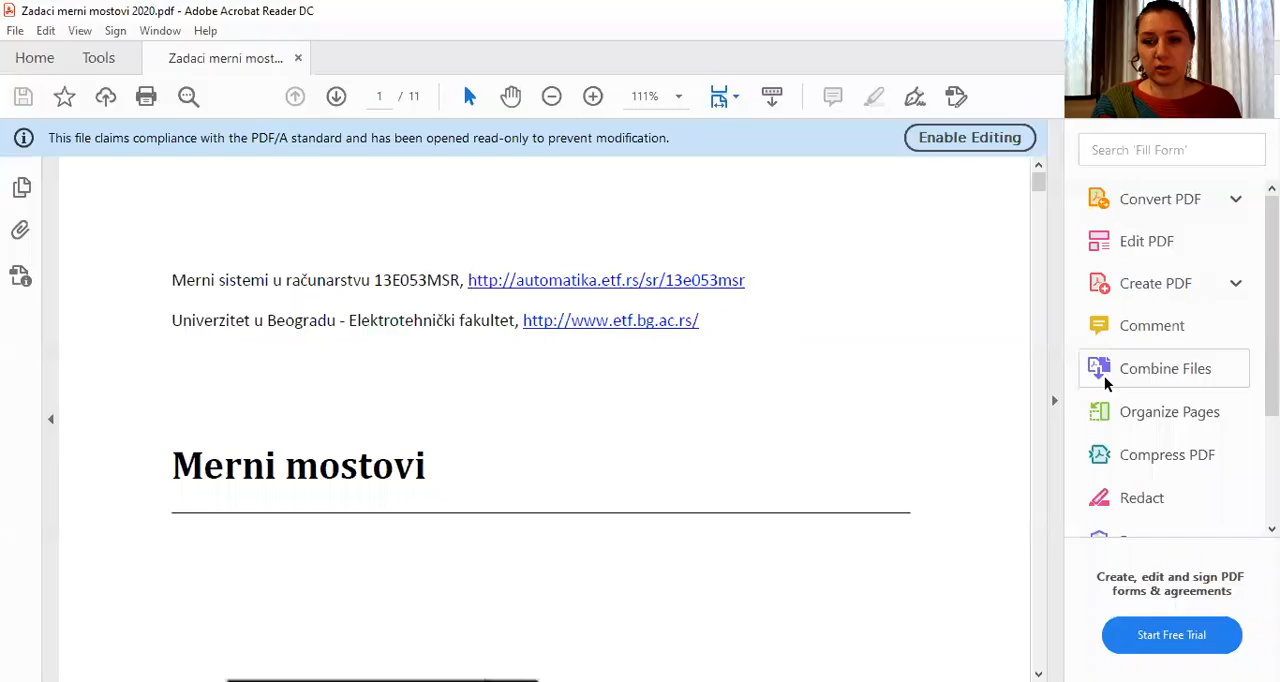 Zadaci merni mostovi 2020.pdf - Adobe Acrobat Reader DC
File Edit View Sign Window Help
Home Tools Zadaci merni most... ×
1 / 11 111%
This file claims compliance with the PDF/A standard and has been opened read-only to prevent modification. Enable Editing
Merni sistemi u računarstvu 13E053MSR, http://automatika.etf.rs/sr/13e053msr
Univerzitet u Beogradu - Elektrotehnički fakultet, http://www.etf.bg.ac.rs/
Merni mostovi
Search 'Fill Form'
Convert PDF
Edit PDF
Create PDF
Comment
Combine Files
Organize Pages
Compress PDF
Redact
Create, edit and sign PDF
forms & agreements
Start Free Trial